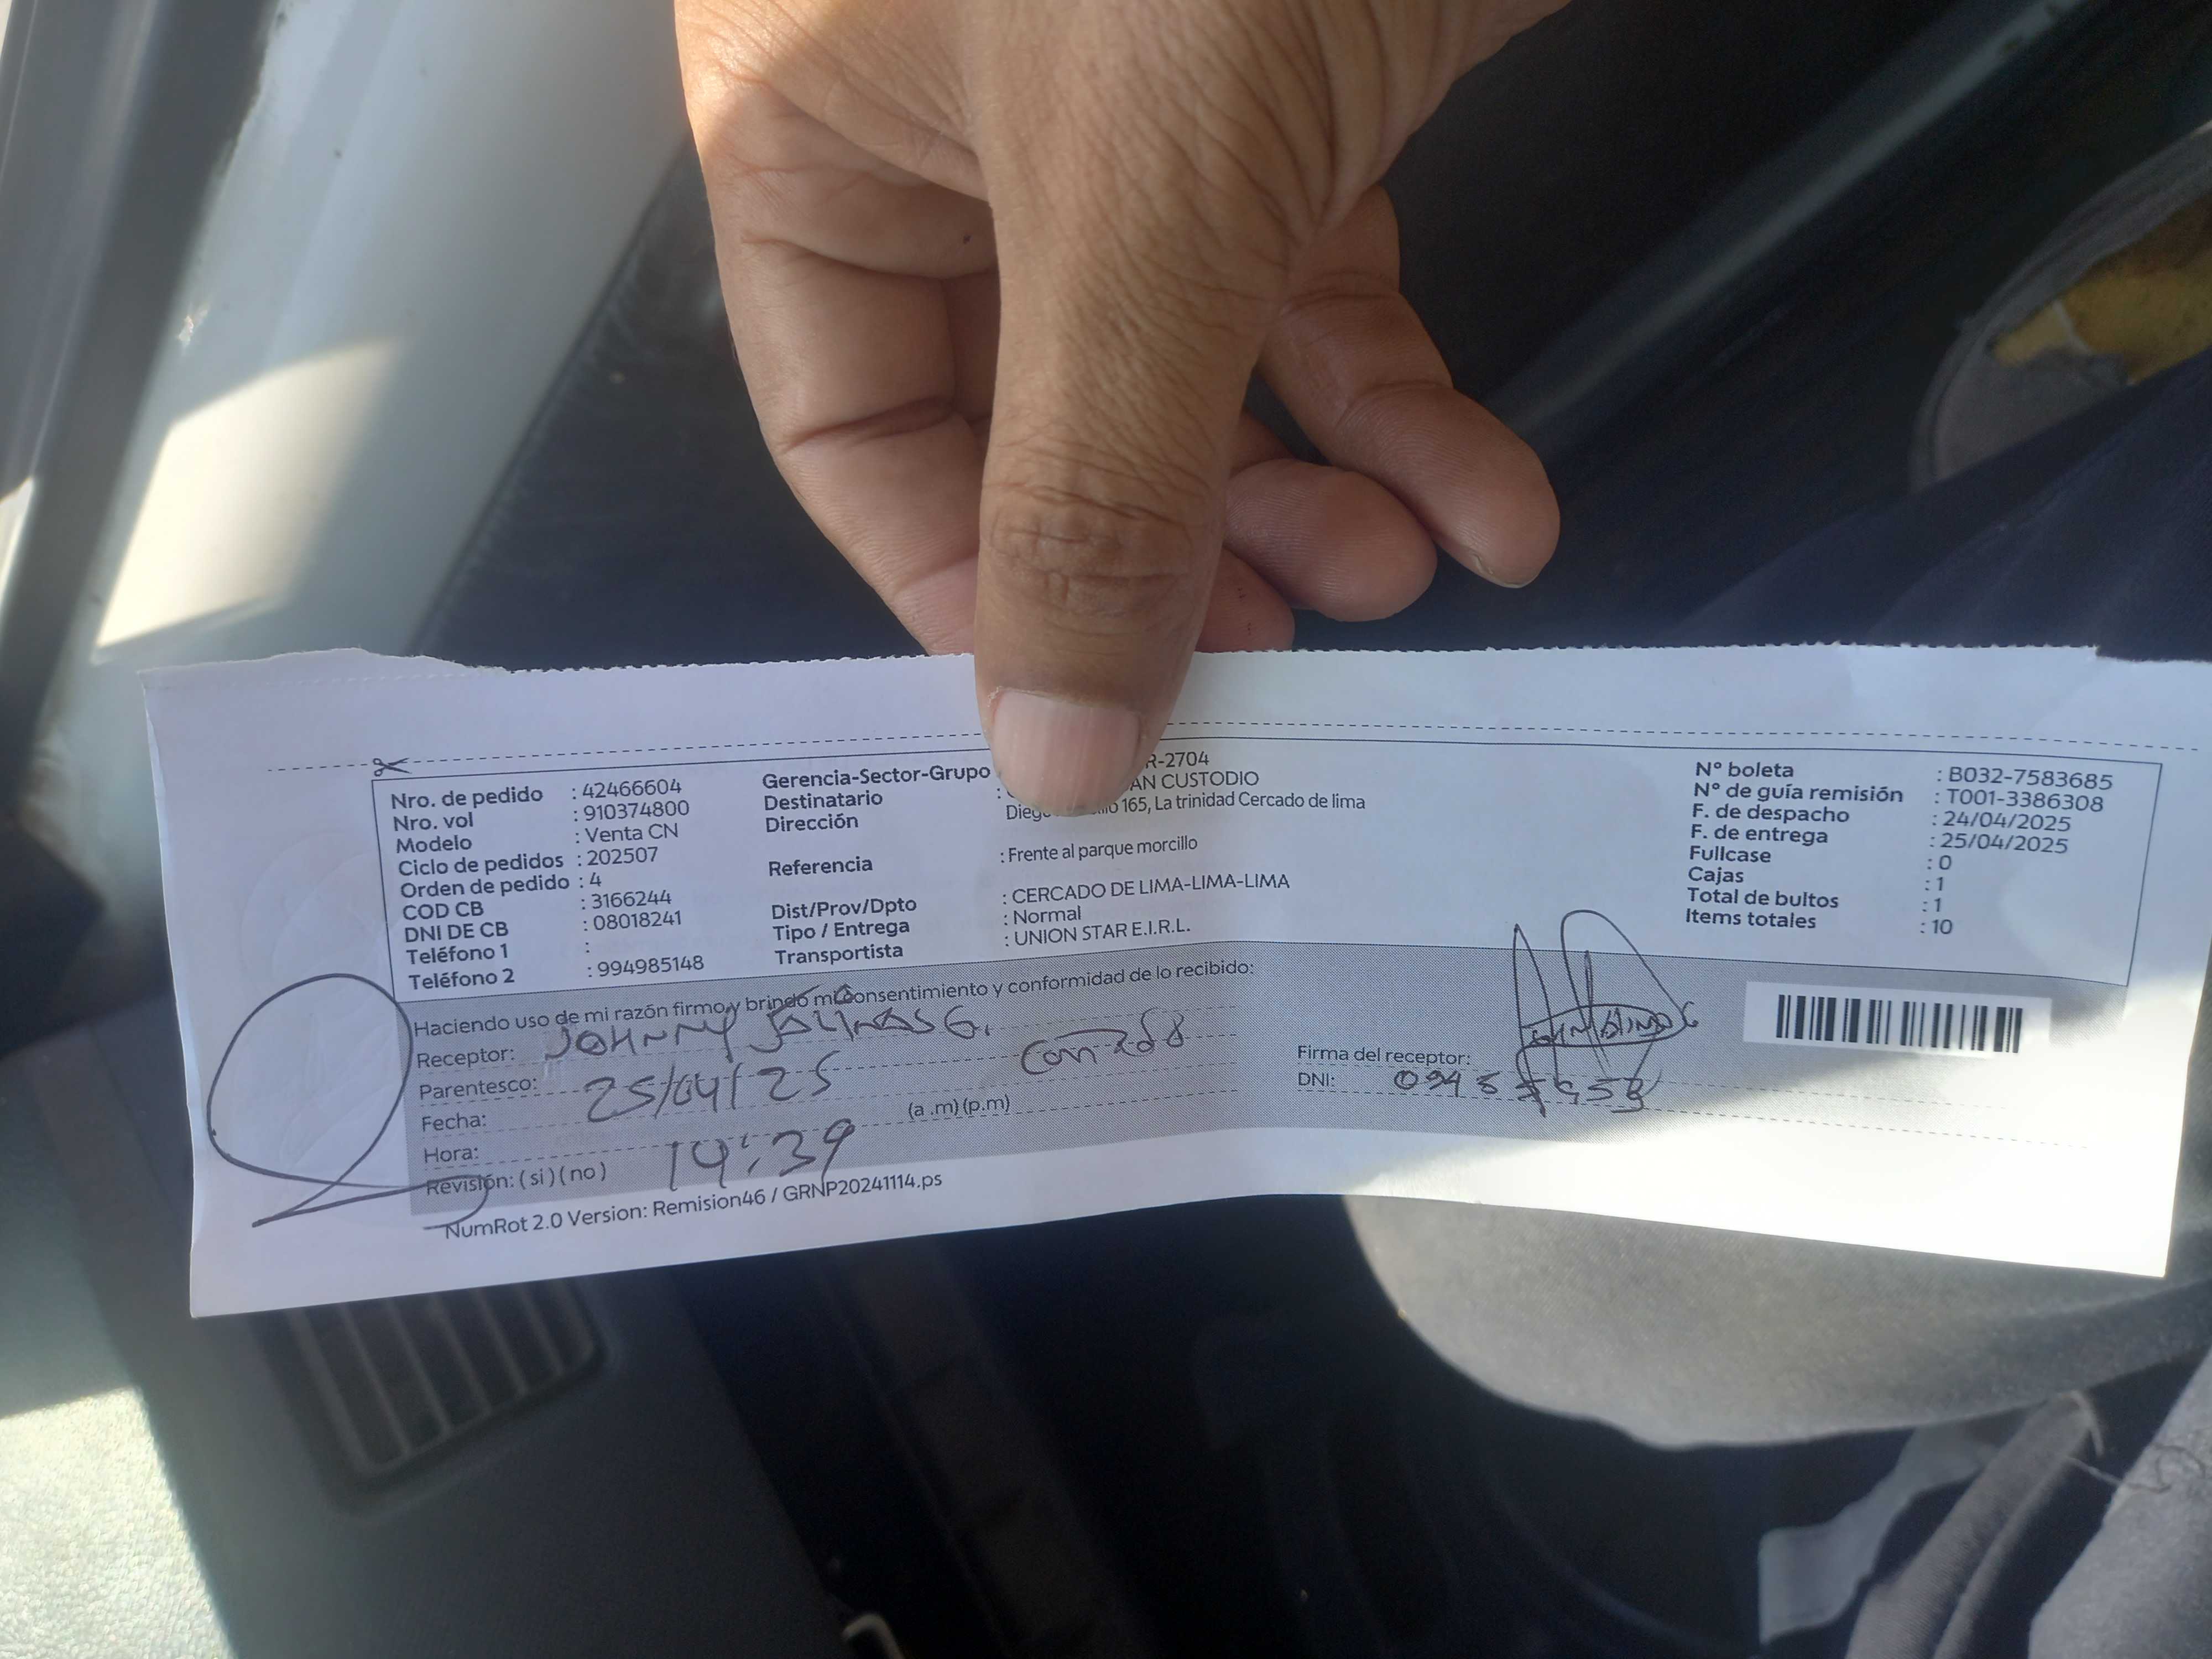 Nro. de pedido : 42466604
Nro. vol : 910374800
Modelo : Venta CN
Ciclo de pedidos : 202507
Orden de pedido : 4
COD CB : 3166244
DNI DE CB : 08018241
Teléfono 1 :
Teléfono 2 : 994985148
Gerencia-Sector-Grupo R-2704
Destinatario : AN CUSTODIO
Dirección 165, La trinidad Cercado de lima
Referencia : Frente al parque morcillo
Dist/Prov/Dpto : CERCADO DE LIMA-LIMA-LIMA
Tipo / Entrega : Normal
Transportista : UNION STAR E.I.R.L.
Nº boleta : B032-7583685
Nº de guía remisión : T001-3386308
F. de despacho : 24/04/2025
F. de entrega : 25/04/2025
Fullcase : 0
Cajas : 1
Total de bultos : 1
Items totales : 10
Haciendo uso de mi razón firmo y brindo mi consentimiento y conformidad de lo recibido:
Receptor: JOHNNY SALINAS G.
Parentesco:
Fecha: 25/04/25
Hora: 14:39 (a .m) (p.m)
Revisión: ( si ) ( no )
Firma del receptor:
DNI:
NumRot 2.0 Version: Remision46 / GRNP20241114.ps